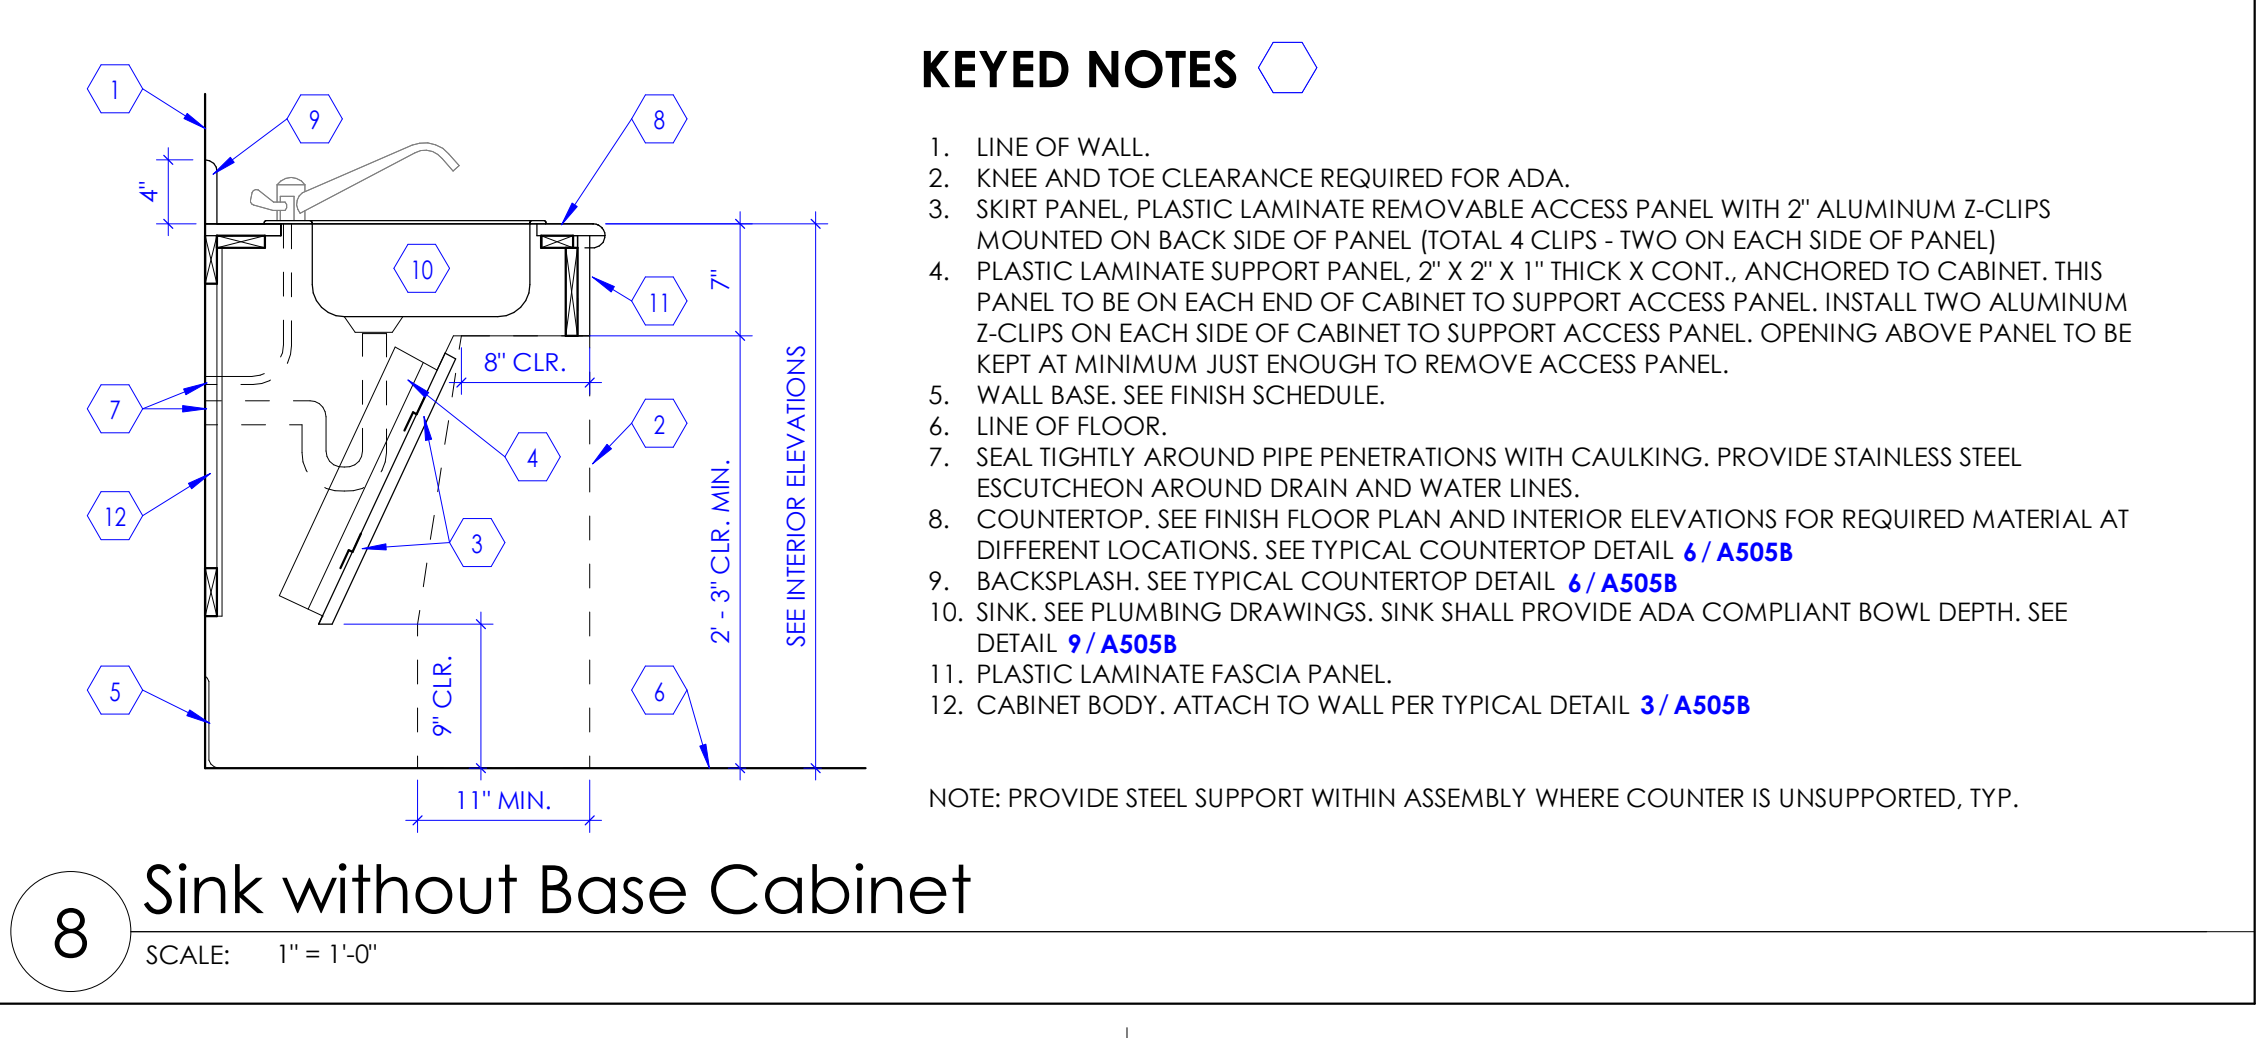 KEYED NOTES
1. LINE OF WALL.
2. KNEE AND TOE CLEARANCE REQUIRED FOR ADA.
3. SKIRT PANEL, PLASTIC LAMINATE REMOVABLE ACCESS PANEL WITH 2" ALUMINUM Z-CLIPS
MOUNTED ON BACK SIDE OF PANEL (TOTAL 4 CLIPS - TWO ON EACH SIDE OF PANEL)
4. PLASTIC LAMINATE SUPPORT PANEL, 2" X 2" X 1" THICK X CONT., ANCHORED TO CABINET. THIS
PANEL TO BE ON EACH END OF CABINET TO SUPPORT ACCESS PANEL. INSTALL TWO ALUMINUM
Z-CLIPS ON EACH SIDE OF CABINET TO SUPPORT ACCESS PANEL. OPENING ABOVE PANEL TO BE
KEPT AT MINIMUM JUST ENOUGH TO REMOVE ACCESS PANEL.
5. WALL BASE. SEE FINISH SCHEDULE.
6. LINE OF FLOOR.
7. SEAL TIGHTLY AROUND PIPE PENETRATIONS WITH CAULKING. PROVIDE STAINLESS STEEL
ESCUTCHEON AROUND DRAIN AND WATER LINES.
8. COUNTERTOP. SEE FINISH FLOOR PLAN AND INTERIOR ELEVATIONS FOR REQUIRED MATERIAL AT
DIFFERENT LOCATIONS. SEE TYPICAL COUNTERTOP DETAIL 6 / A505B
9. BACKSPLASH. SEE TYPICAL COUNTERTOP DETAIL 6 / A505B
10. SINK. SEE PLUMBING DRAWINGS. SINK SHALL PROVIDE ADA COMPLIANT BOWL DEPTH. SEE
DETAIL 9 / A505B
11. PLASTIC LAMINATE FASCIA PANEL.
12. CABINET BODY. ATTACH TO WALL PER TYPICAL DETAIL 3 / A505B
NOTE: PROVIDE STEEL SUPPORT WITHIN ASSEMBLY WHERE COUNTER IS UNSUPPORTED, TYP.
1
9
8
4"
10
7"
11
8" CLR.
7
2
4
12
3
2' - 3" CLR. MIN.
SEE INTERIOR ELEVATIONS
5
9" CLR.
6
11" MIN.
8
Sink without Base Cabinet
SCALE: 1" = 1'-0"